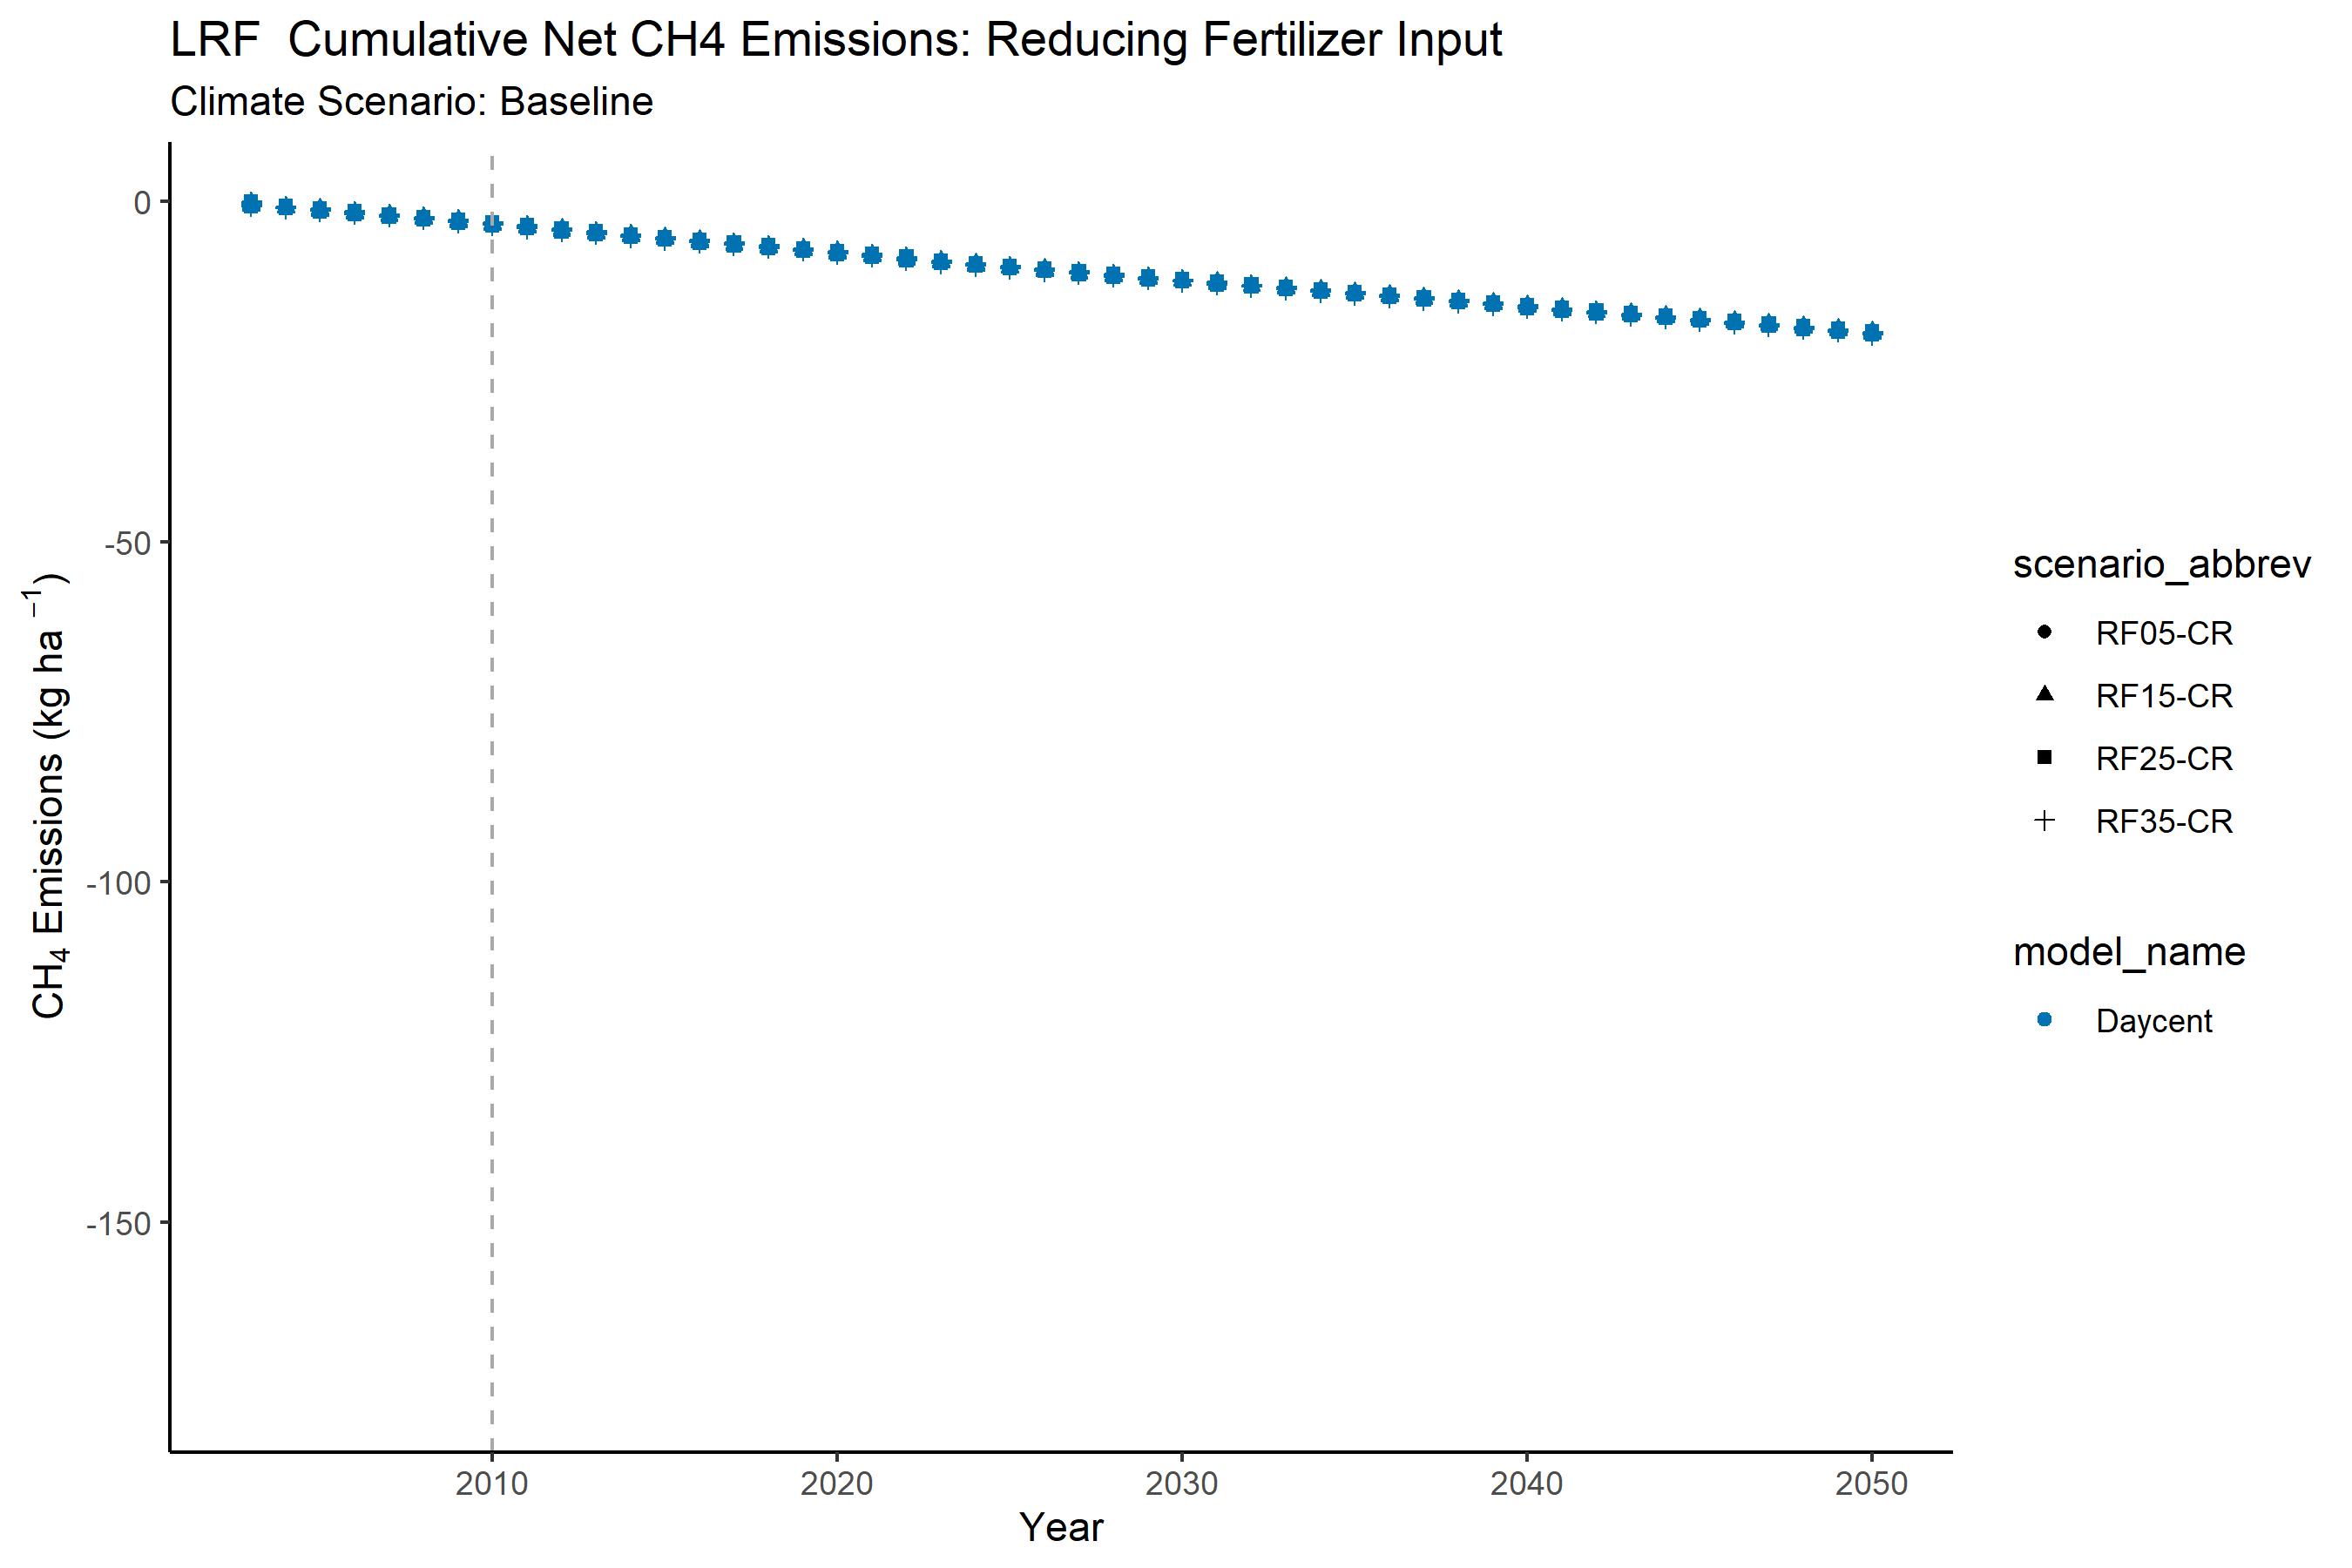 LRF  Cumulative Net CH4 Emissions: Reducing Fertilizer Input
Climate Scenario: Baseline
CH₄ Emissions (kg ha ⁻¹)
0
-50
-100
-150
2010
2020
2030
2040
2050
Year
scenario_abbrev
RF05-CR
RF15-CR
RF25-CR
RF35-CR
model_name
Daycent